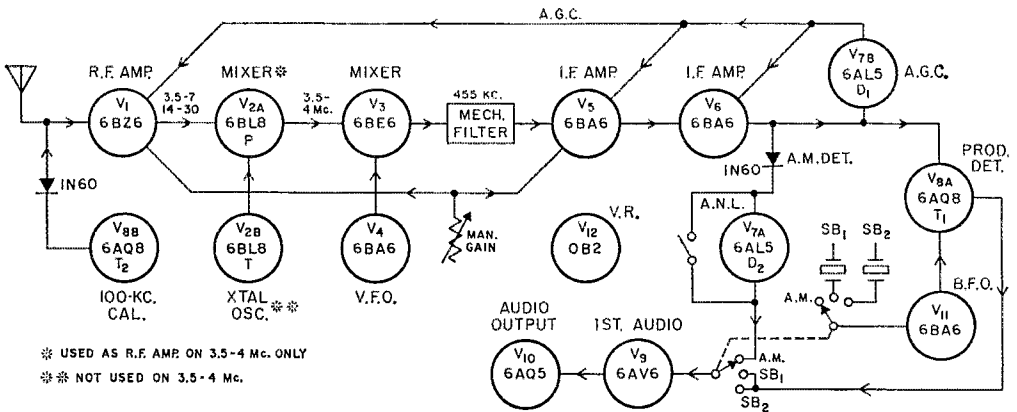 A.G.C.
R.F. AMP.
MIXER*
MIXER
I.F. AMP.
I.F. AMP.
V7B
6AL5
D1
A.G.C.
V1
6BZ6
3.5-7
14-30
V2A
6BL8
P
3.5-
4 Mc.
V3
6BE6
455 KC.
MECH.
FILTER
V5
6BA6
V6
6BA6
IN60
A.M. DET.
PROD.
DET.
V8A
6AQ8
T1
IN60
V8B
6AQ8
T2
100-KC.
CAL.
V2B
6BL8
T
XTAL
OSC.**
V4
6BA6
V.F.O.
MAN.
GAIN
V12
OB2
V.R.
A.N.L.
V7A
6AL5
D2
SB1
SB2
A.M.
B.F.O.
V11
6BA6
AUDIO
OUTPUT
V10
6AQ5
1ST. AUDIO
V9
6AV6
A.M.
SB1
SB2
* USED AS R.F. AMP. ON 3.5-4 Mc. ONLY
** NOT USED ON 3.5-4 Mc.